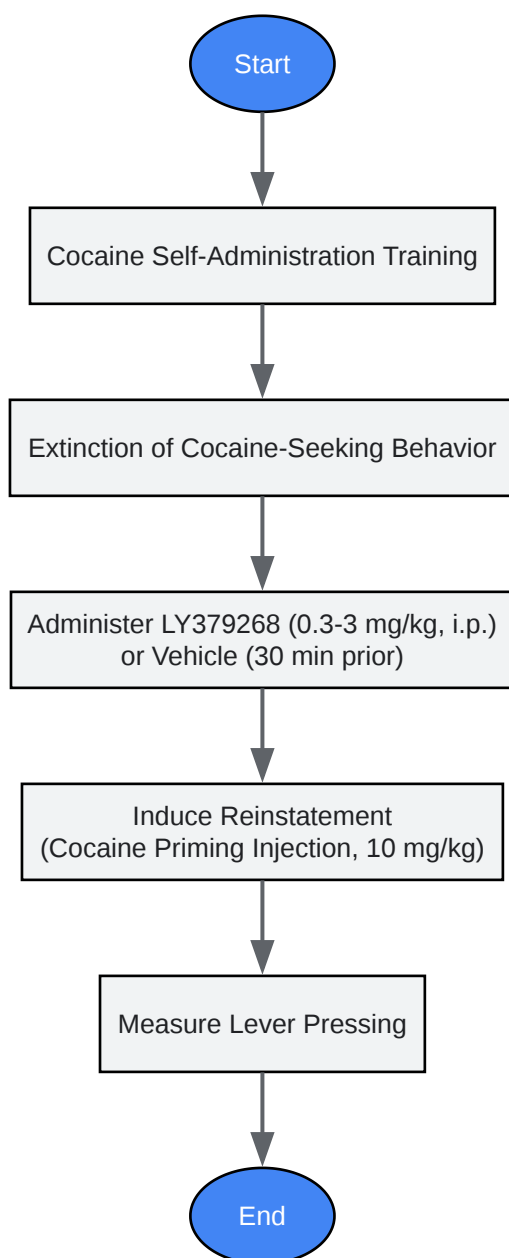 Start
Cocaine Self-Administration Training
Extinction of Cocaine-Seeking Behavior
Administer LY379268 (0.3-3 mg/kg, i.p.)
or Vehicle (30 min prior)
Induce Reinstatement
(Cocaine Priming Injection, 10 mg/kg)
Measure Lever Pressing
End